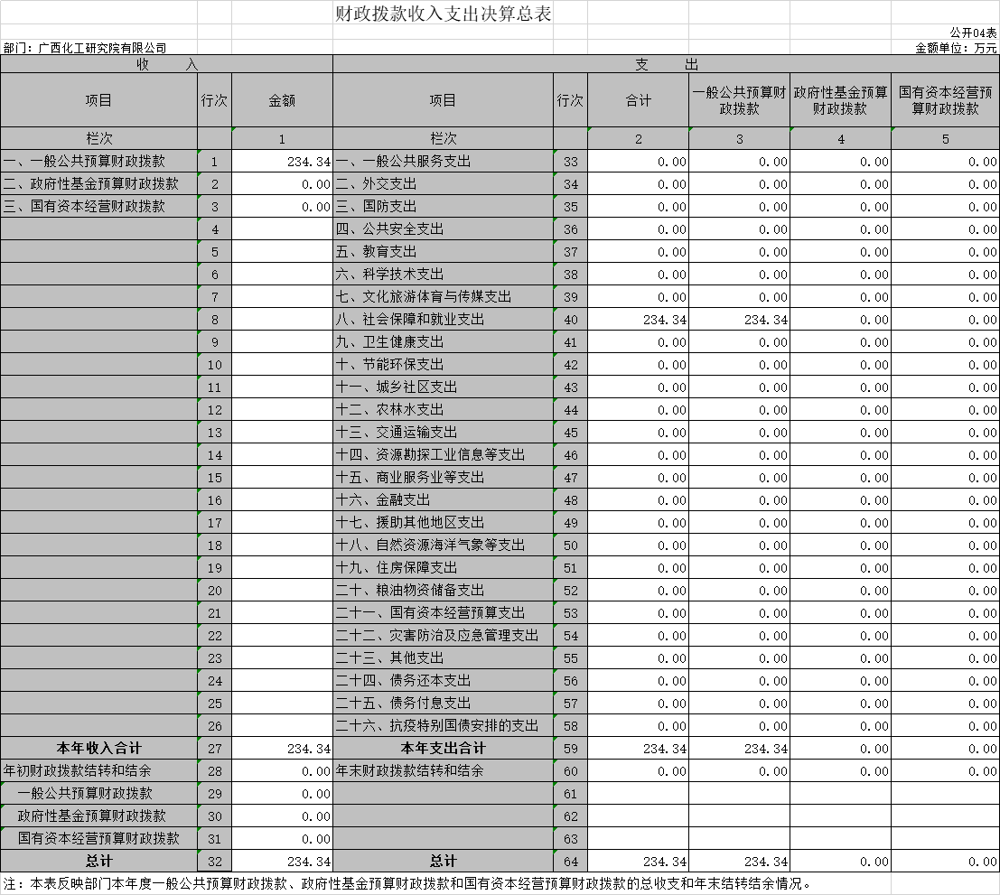 财政拨款收入支出决算总表
公开04表
部门：广西化工研究院有限公司 金额单位：万元
收 入 支 出
项目 行次 金额 项目 行次 合计 一般公共预算财政拨款 政府性基金预算财政拨款 国有资本经营预算财政拨款
栏次 1 栏次 2 3 4 5
一、一般公共预算财政拨款 1 234.34 一、一般公共服务支出 33 0.00 0.00 0.00 0.00
二、政府性基金预算财政拨款 2 0.00 二、外交支出 34 0.00 0.00 0.00 0.00
三、国有资本经营财政拨款 3 0.00 三、国防支出 35 0.00 0.00 0.00 0.00
4 四、公共安全支出 36 0.00 0.00 0.00 0.00
5 五、教育支出 37 0.00 0.00 0.00 0.00
6 六、科学技术支出 38 0.00 0.00 0.00 0.00
7 七、文化旅游体育与传媒支出 39 0.00 0.00 0.00 0.00
8 八、社会保障和就业支出 40 234.34 234.34 0.00 0.00
9 九、卫生健康支出 41 0.00 0.00 0.00 0.00
10 十、节能环保支出 42 0.00 0.00 0.00 0.00
11 十一、城乡社区支出 43 0.00 0.00 0.00 0.00
12 十二、农林水支出 44 0.00 0.00 0.00 0.00
13 十三、交通运输支出 45 0.00 0.00 0.00 0.00
14 十四、资源勘探工业信息等支出 46 0.00 0.00 0.00 0.00
15 十五、商业服务业等支出 47 0.00 0.00 0.00 0.00
16 十六、金融支出 48 0.00 0.00 0.00 0.00
17 十七、援助其他地区支出 49 0.00 0.00 0.00 0.00
18 十八、自然资源海洋气象等支出 50 0.00 0.00 0.00 0.00
19 十九、住房保障支出 51 0.00 0.00 0.00 0.00
20 二十、粮油物资储备支出 52 0.00 0.00 0.00 0.00
21 二十一、国有资本经营预算支出 53 0.00 0.00 0.00 0.00
22 二十二、灾害防治及应急管理支出 54 0.00 0.00 0.00 0.00
23 二十三、其他支出 55 0.00 0.00 0.00 0.00
24 二十四、债务还本支出 56 0.00 0.00 0.00 0.00
25 二十五、债务付息支出 57 0.00 0.00 0.00 0.00
26 二十六、抗疫特别国债安排的支出 58 0.00 0.00 0.00 0.00
本年收入合计 27 234.34 本年支出合计 59 234.34 234.34 0.00 0.00
年初财政拨款结转和结余 28 0.00 年末财政拨款结转和结余 60 0.00 0.00 0.00 0.00
一般公共预算财政拨款 29 0.00 61
政府性基金预算财政拨款 30 0.00 62
国有资本经营预算财政拨款 31 0.00 63
总计 32 234.34 总计 64 234.34 234.34 0.00 0.00
注：本表反映部门本年度一般公共预算财政拨款、政府性基金预算财政拨款和国有资本经营预算财政拨款的总收支和年末结转结余情况。